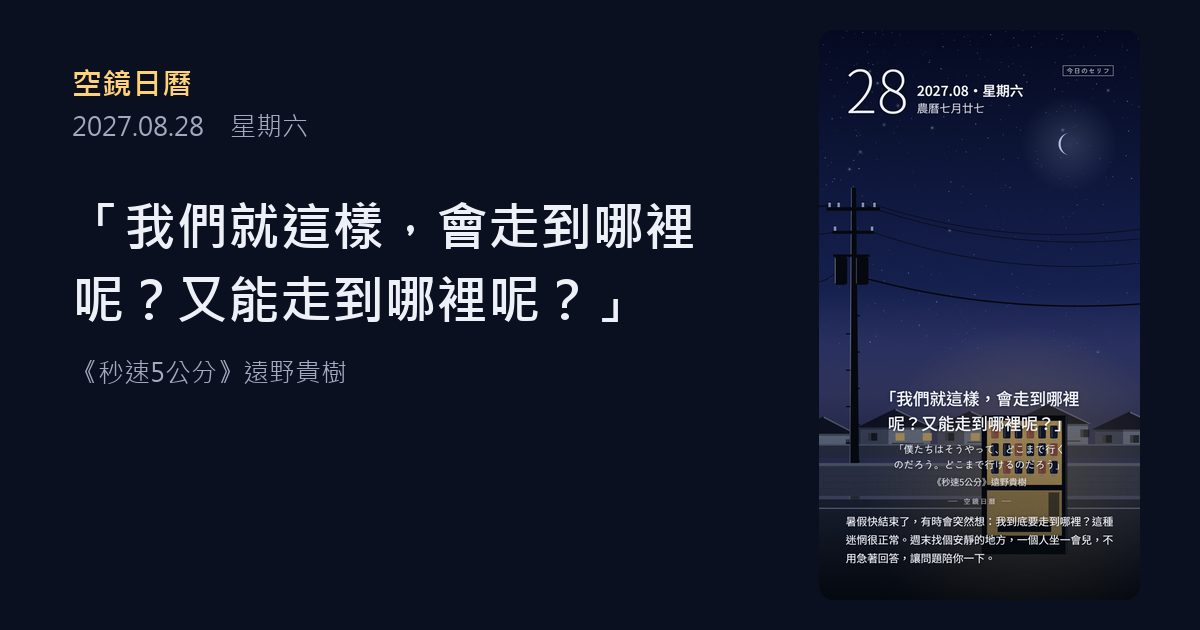 空鏡日曆
2027.08.28 星期六
「我們就這樣，會走到哪裡
呢？又能走到哪裡呢？」
《秒速5公分》遠野貴樹
今日のセリフ
28
2027.08・星期六
農曆七月廿七
「我們就這樣，會走到哪裡
呢？又能走到哪裡呢？」
「僕たちはそうやって、どこまで行く
のだろう。どこまで行けるのだろう」
《秒速5公分》遠野貴樹
— 空鏡日曆 —
暑假快結束了，有時會突然想：我到底要走到哪裡？這種
迷惘很正常。週末找個安靜的地方，一個人坐一會兒，不
用急著回答，讓問題陪你一下。